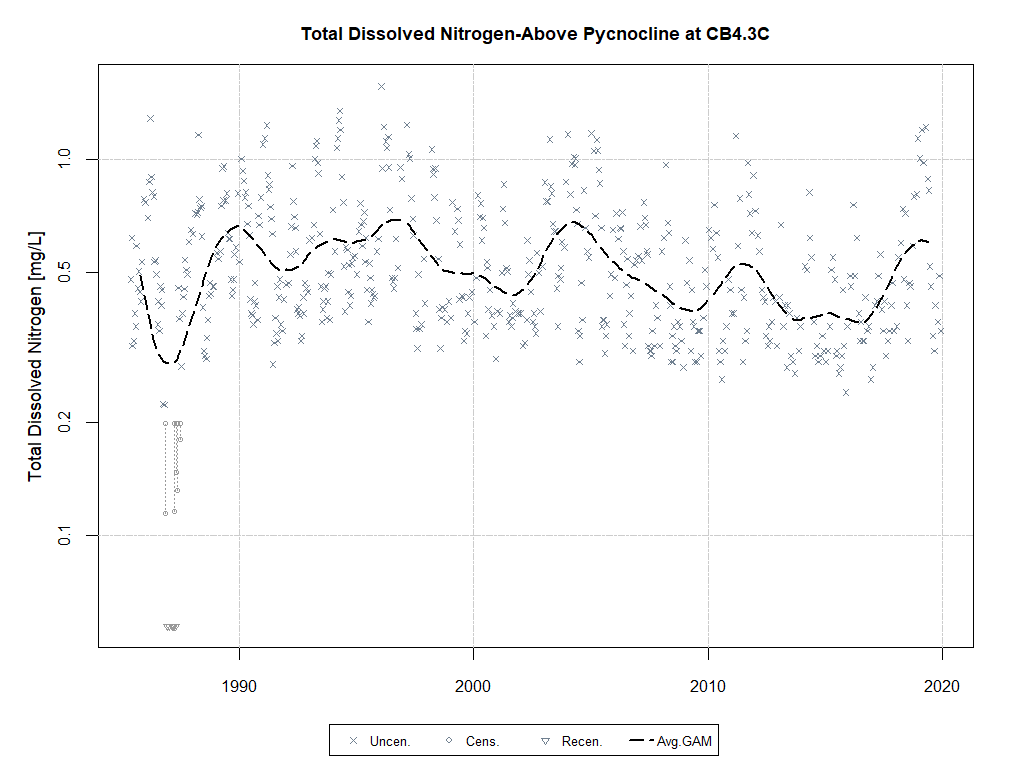 Total Dissolved Nitrogen-Above Pycnocline at CB4.3C
Total Dissolved Nitrogen [mg/L]
1.0
0.5
0.2
0.1
1990 2000 2010 2020
Uncen. Cens. Recen. Avg.GAM